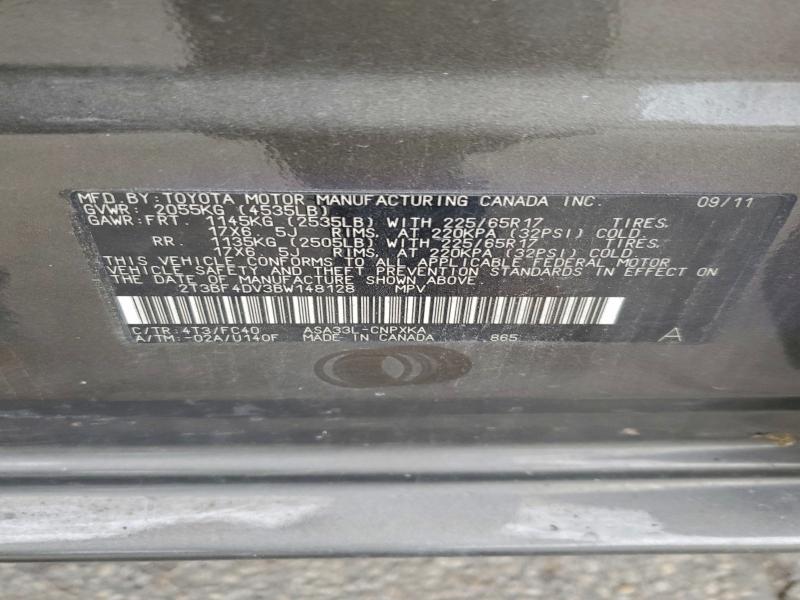 MFD.BY:TOYOTA MOTOR MANUFACTURING CANADA INC. 09/11
GVWR: 2055KG (4535LB)
GAWR:FRT. 1145KG (2535LB) WITH 225/65R17 TIRES.
17X6.5J RIMS, AT 220KPA (32PSI) COLD.
RR. 1135KG (2505LB) WITH 225/65R17 TIRES.
17X6.5J RIMS, AT 220KPA (32PSI) COLD.
THIS VEHICLE CONFORMS TO ALL APPLICABLE FEDERAL MOTOR
VEHICLE SAFETY AND THEFT PREVENTION STANDARDS IN EFFECT ON
THE DATE OF MANUFACTURE SHOWN ABOVE.
2T3BF4DV3BW148128 MPV
C/TR:4T3/FC40 ASA33L-CNPXKA
A/TM:-02A/U140F MADE IN CANADA 865 A